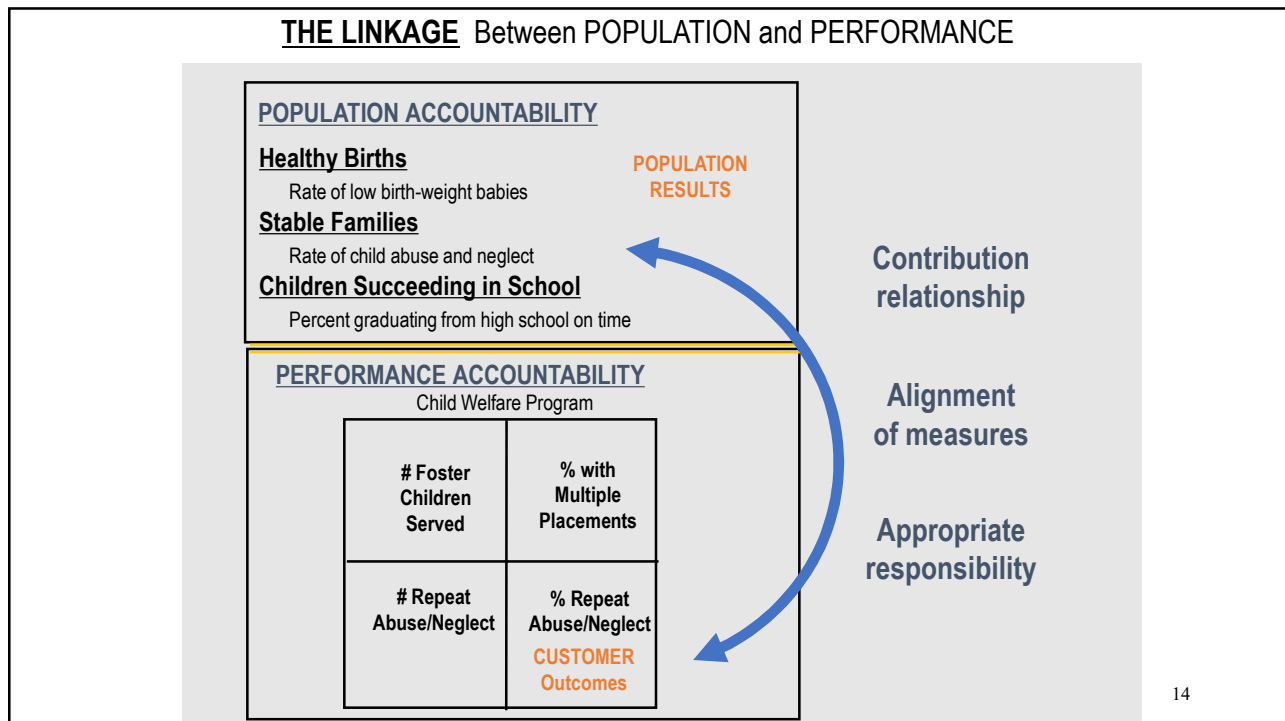 THE LINKAGE Between POPULATION and PERFORMANCE
POPULATION ACCOUNTABILITY
Healthy Births
Rate of low birth-weight babies
Stable Families
Rate of child abuse and neglect
Children Succeeding in School
Percent graduating from high school on time
POPULATION
RESULTS
PERFORMANCE ACCOUNTABILITY
Child Welfare Program
# Foster
Children
Served
% with
Multiple
Placements
# Repeat
Abuse/Neglect
% Repeat
Abuse/Neglect
CUSTOMER
Outcomes
Contribution
relationship
Alignment
of measures
Appropriate
responsibility
14